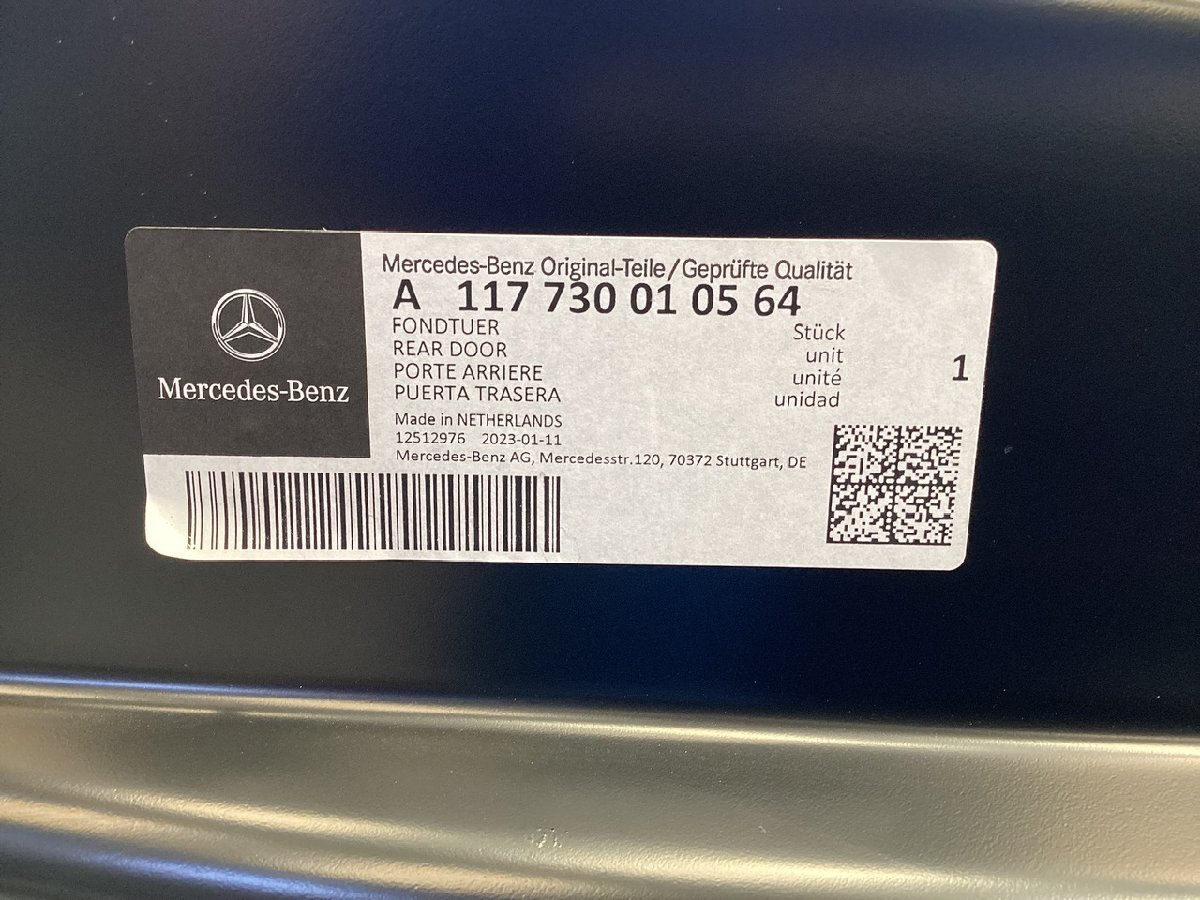 Mercedes-Benz
Mercedes-Benz Original-Teile/Geprüfte Qualität
A 117 730 01 05 64
FONDTUER
REAR DOOR
PORTE ARRIERE
PUERTA TRASERA
Stück
unit
unité
unidad
1
Made in NETHERLANDS
12512976 2023-01-11
Mercedes-Benz AG, Mercedesstr.120, 70372 Stuttgart, DE